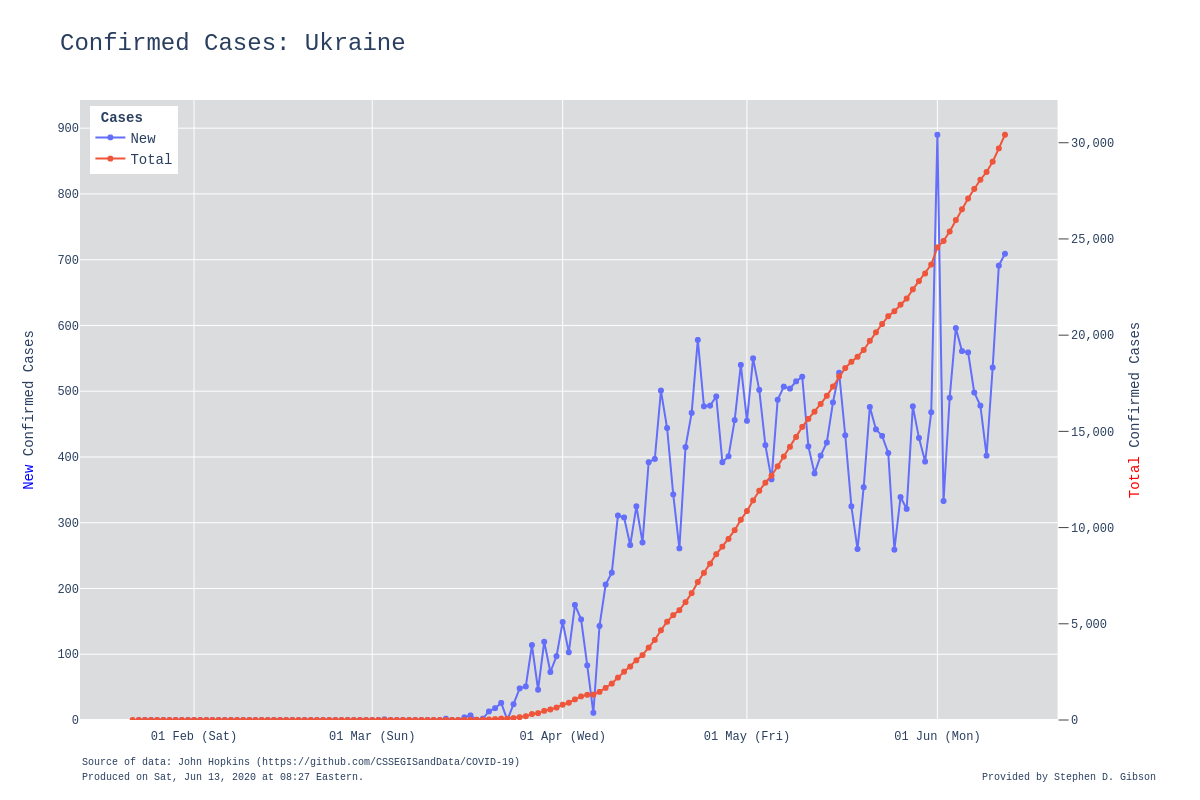 Confirmed Cases: Ukraine
Cases
New
Total
900
800
700
600
500
400
300
200
100
0
30,000
25,000
20,000
15,000
10,000
5,000
0
New Confirmed Cases
Total Confirmed Cases
01 Feb (Sat) 01 Mar (Sun) 01 Apr (Wed) 01 May (Fri) 01 Jun (Mon)
Source of data: John Hopkins (https://github.com/CSSEGISandData/COVID-19)
Produced on Sat, Jun 13, 2020 at 08:27 Eastern.
Provided by Stephen D. Gibson